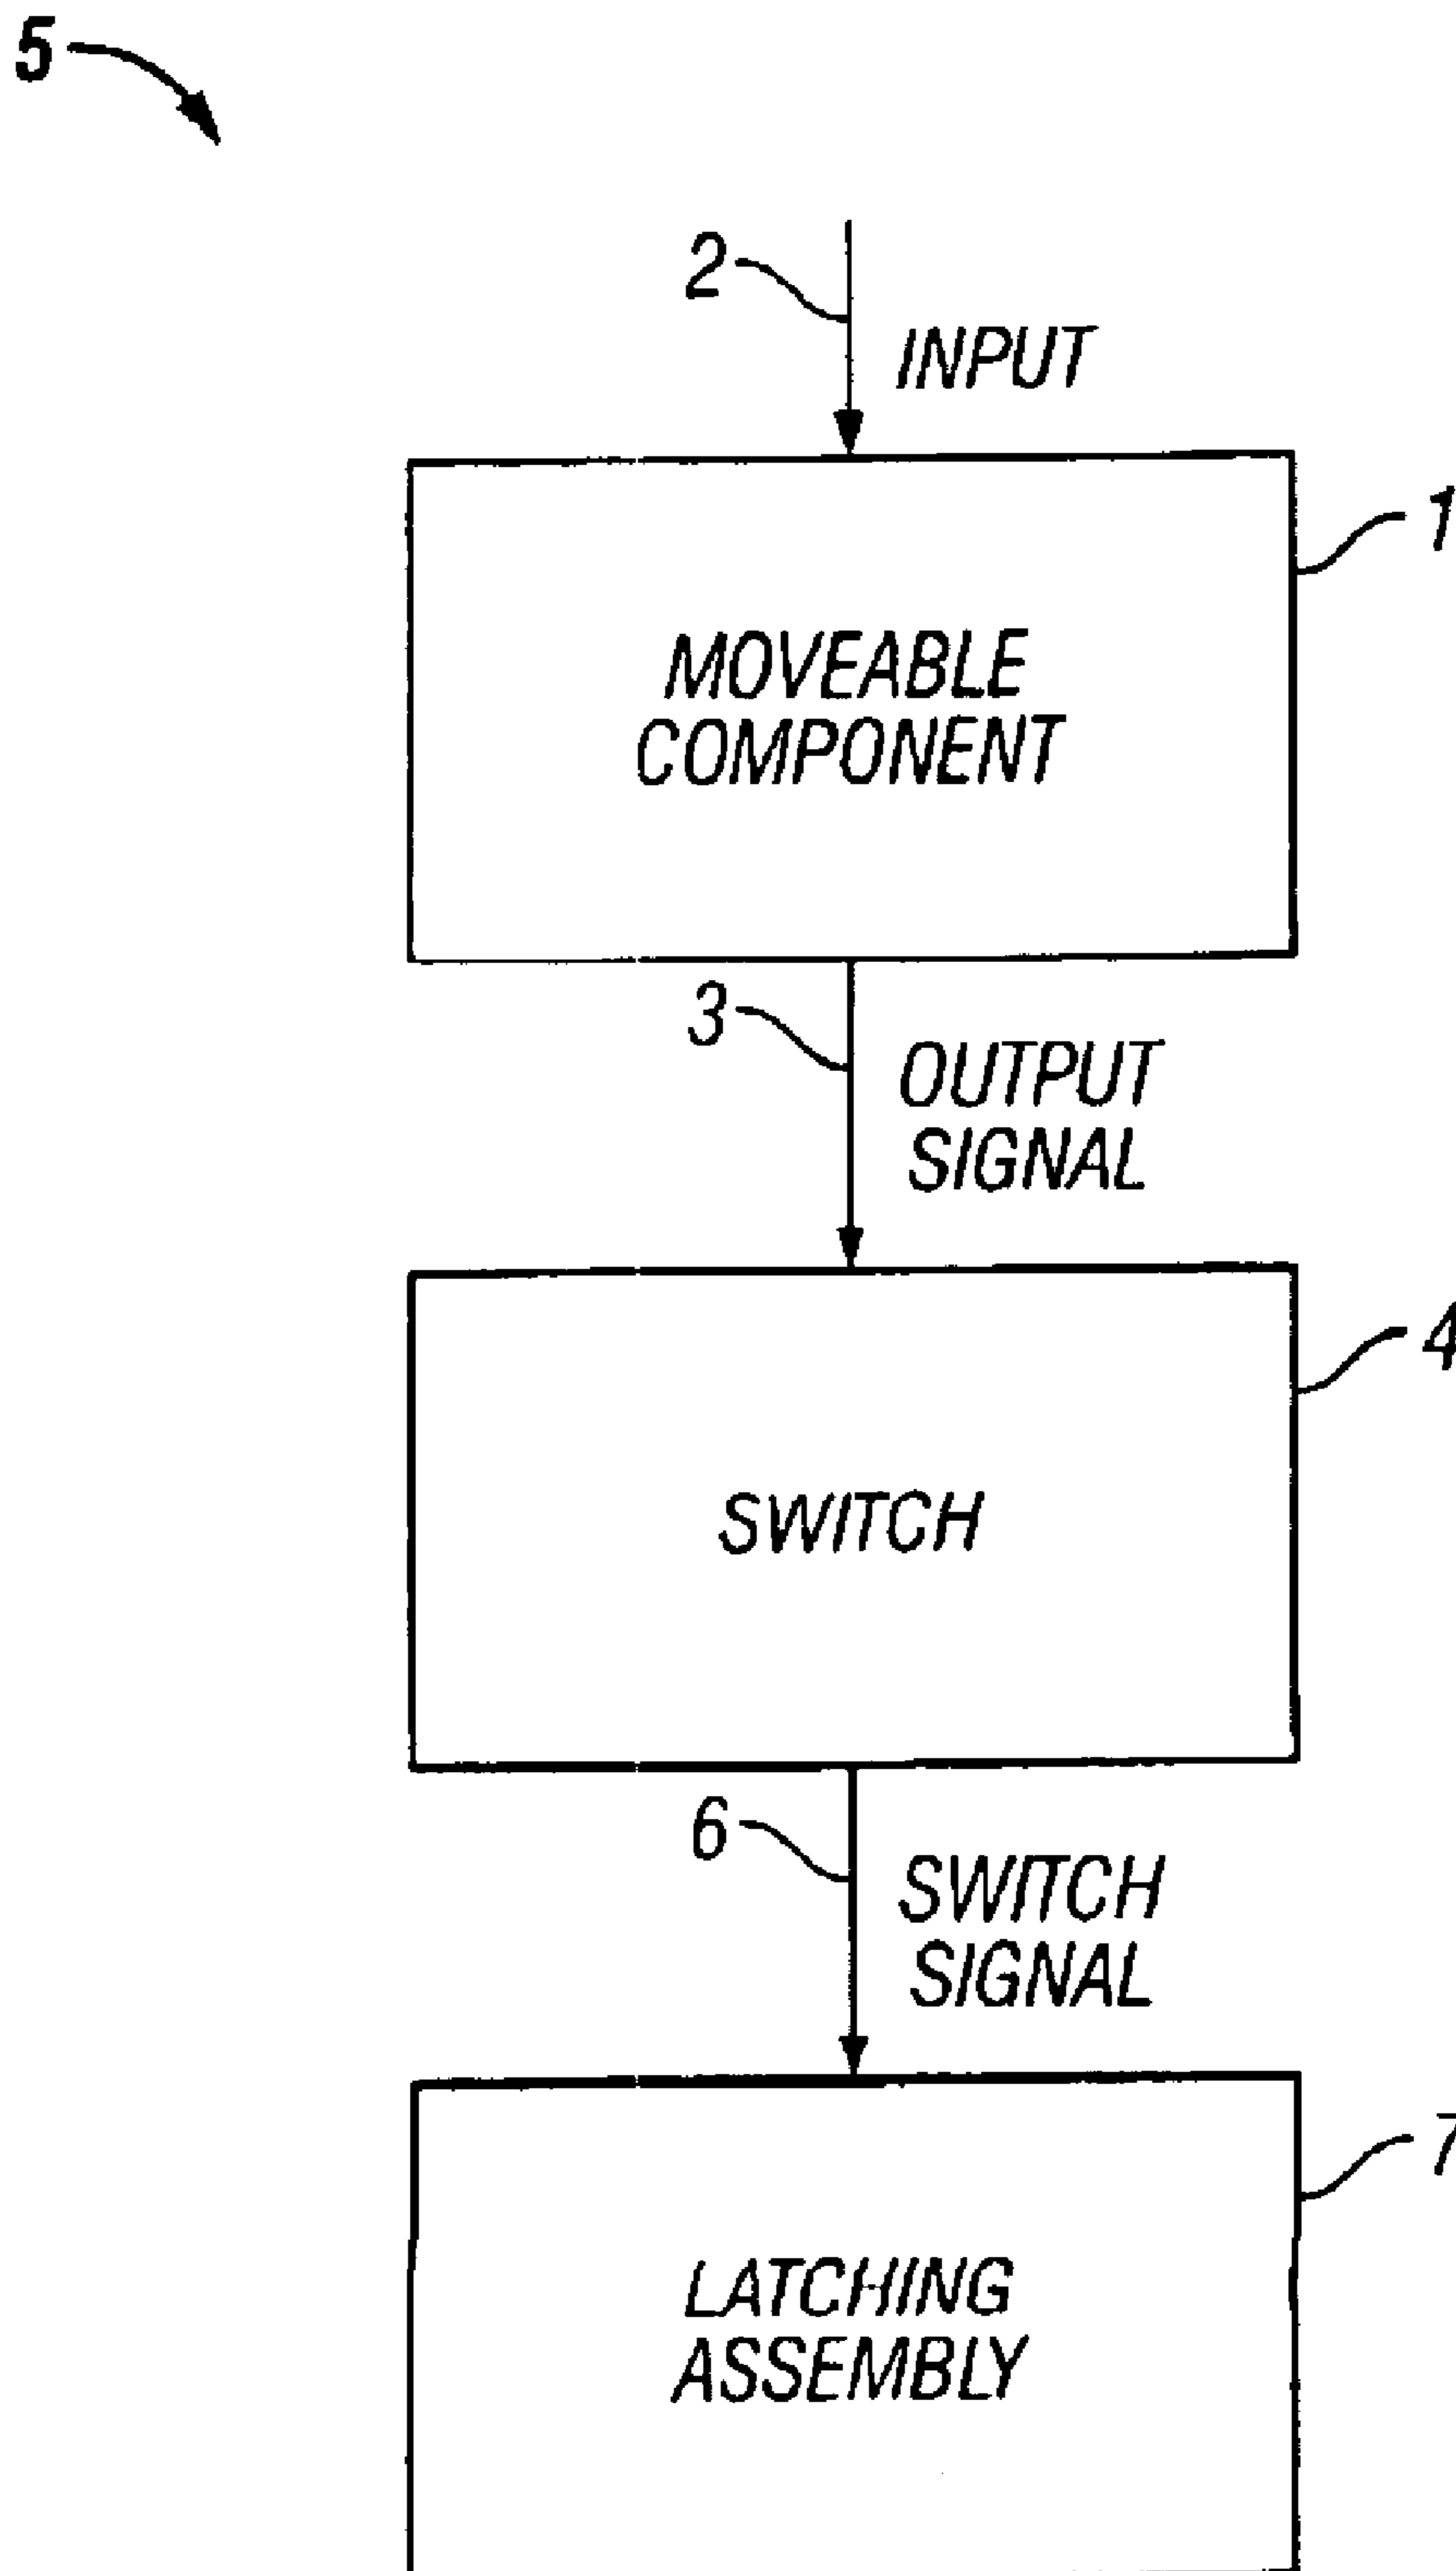 5
2
INPUT
1
MOVEABLE
COMPONENT
3
OUTPUT
SIGNAL
4
SWITCH
6
SWITCH
SIGNAL
7
LATCHING
ASSEMBLY